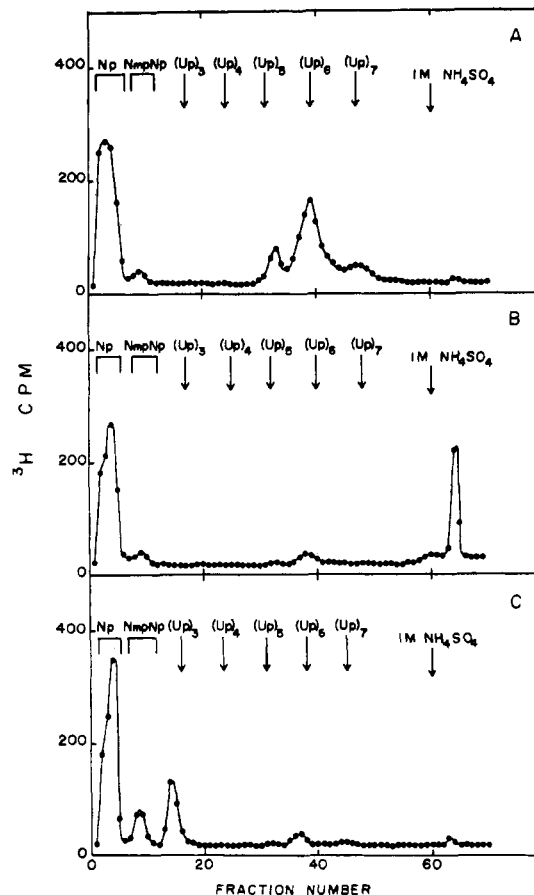 A
400
Np NmpNp (Up)3 (Up)4 (Up)5 (Up)6 (Up)7 1M NH4SO4
200
0
B
400
Np NmpNp (Up)3 (Up)4 (Up)5 (Up)6 (Up)7 1M NH4SO4
200
0
3H CPM
C
400
Np NmpNp (Up)3 (Up)4 (Up)5 (Up)6 (Up)7 1M NH4SO4
200
0
0 20 40 60
FRACTION NUMBER